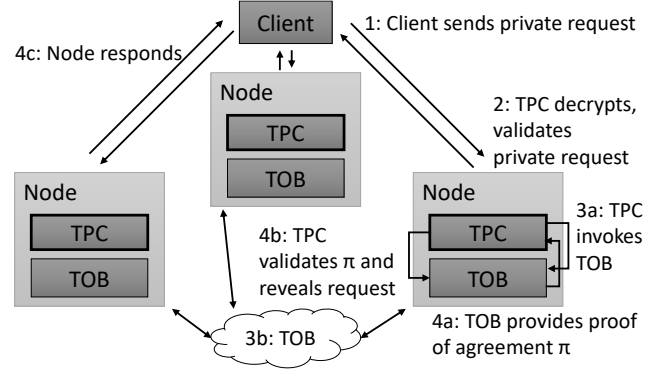 Client
1: Client sends private request
4c: Node responds
Node
TPC
TOB
2: TPC decrypts,
validates
private request
Node
TPC
TOB
Node
TPC
TOB
3a: TPC
invokes
TOB
4b: TPC
validates π and
reveals request
3b: TOB
4a: TOB provides proof
of agreement π